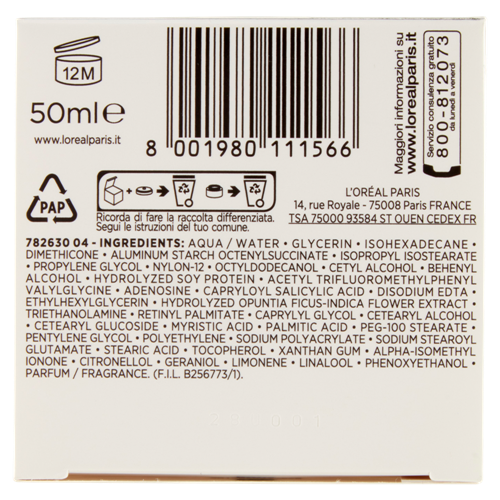 12M
50ml e
www.lorealparis.it
8 001980 111566
Maggiori informazioni su
www.lorealparis.it
Servizio consulenza gratuito
800-812073
da lunedì a venerdì
PAP
Ricorda di fare la raccolta differenziata.
Segui le istruzioni del tuo comune.
L'ORÉAL PARIS
14, rue Royale - 75008 Paris FRANCE
TSA 75000 93584 ST OUEN CEDEX FR
782630 04 - INGREDIENTS: AQUA / WATER • GLYCERIN • ISOHEXADECANE •
DIMETHICONE • ALUMINUM STARCH OCTENYLSUCCINATE • ISOPROPYL ISOSTEARATE
• PROPYLENE GLYCOL • NYLON-12 • OCTYLDODECANOL • CETYL ALCOHOL • BEHENYL
ALCOHOL • HYDROLYZED SOY PROTEIN • ACETYL TRIFLUOROMETHYLPHENYL
VALYLGLYCINE • ADENOSINE • CAPRYLOYL SALICYLIC ACID • DISODIUM EDTA •
ETHYLHEXYLGLYCERIN • HYDROLYZED OPUNTIA FICUS-INDICA FLOWER EXTRACT •
TRIETHANOLAMINE • RETINYL PALMITATE • CAPRYLYL GLYCOL • CETEARYL ALCOHOL
• CETEARYL GLUCOSIDE • MYRISTIC ACID • PALMITIC ACID • PEG-100 STEARATE •
PENTYLENE GLYCOL • POLYETHYLENE • SODIUM POLYACRYLATE • DISODIUM STEAROYL
GLUTAMATE • STEARIC ACID • TOCOPHEROL • XANTHAN GUM • ALPHA-ISOMETHYL
IONONE • CITRONELLOL • GERANIOL • LIMONENE • LINALOOL • PHENOXYETHANOL •
PARFUM / FRAGRANCE. (F.I.L. B256773/1).